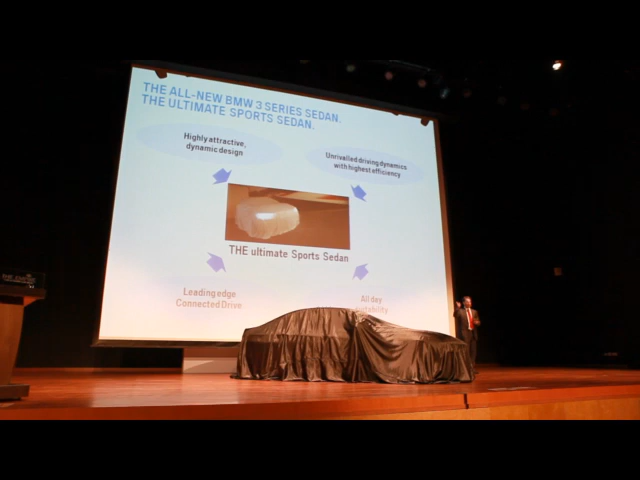 THE ALL-NEW BMW 3 SERIES SEDAN.
THE ULTIMATE SPORTS SEDAN.
Highly attractive,
dynamic design
Unrivalled driving dynamics
with highest efficiency
THE ultimate Sports Sedan
Leading edge
Connected Drive
All day